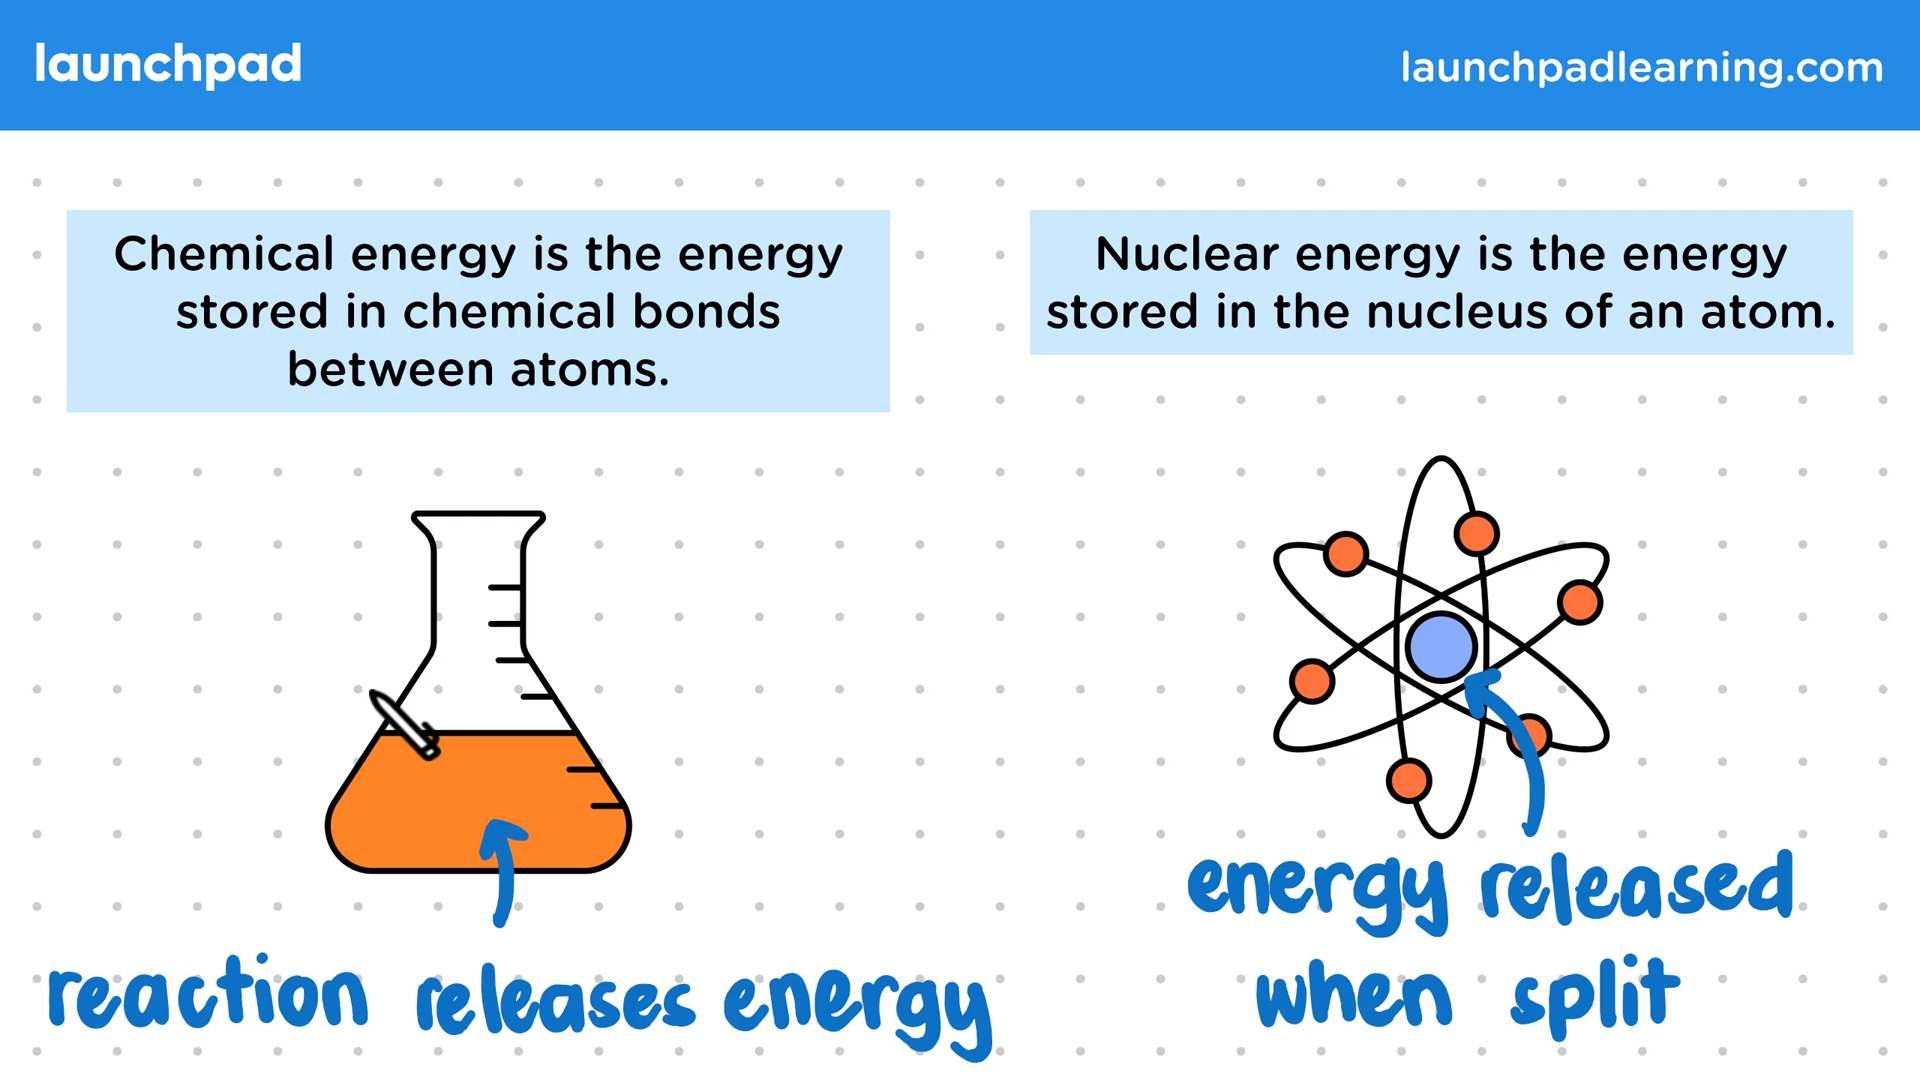 launchpad
launchpadlearning.com
Chemical energy is the energy
stored in chemical bonds
between atoms.
Nuclear energy is the energy
stored in the nucleus of an atom.
reaction releases energy
energy released
when split